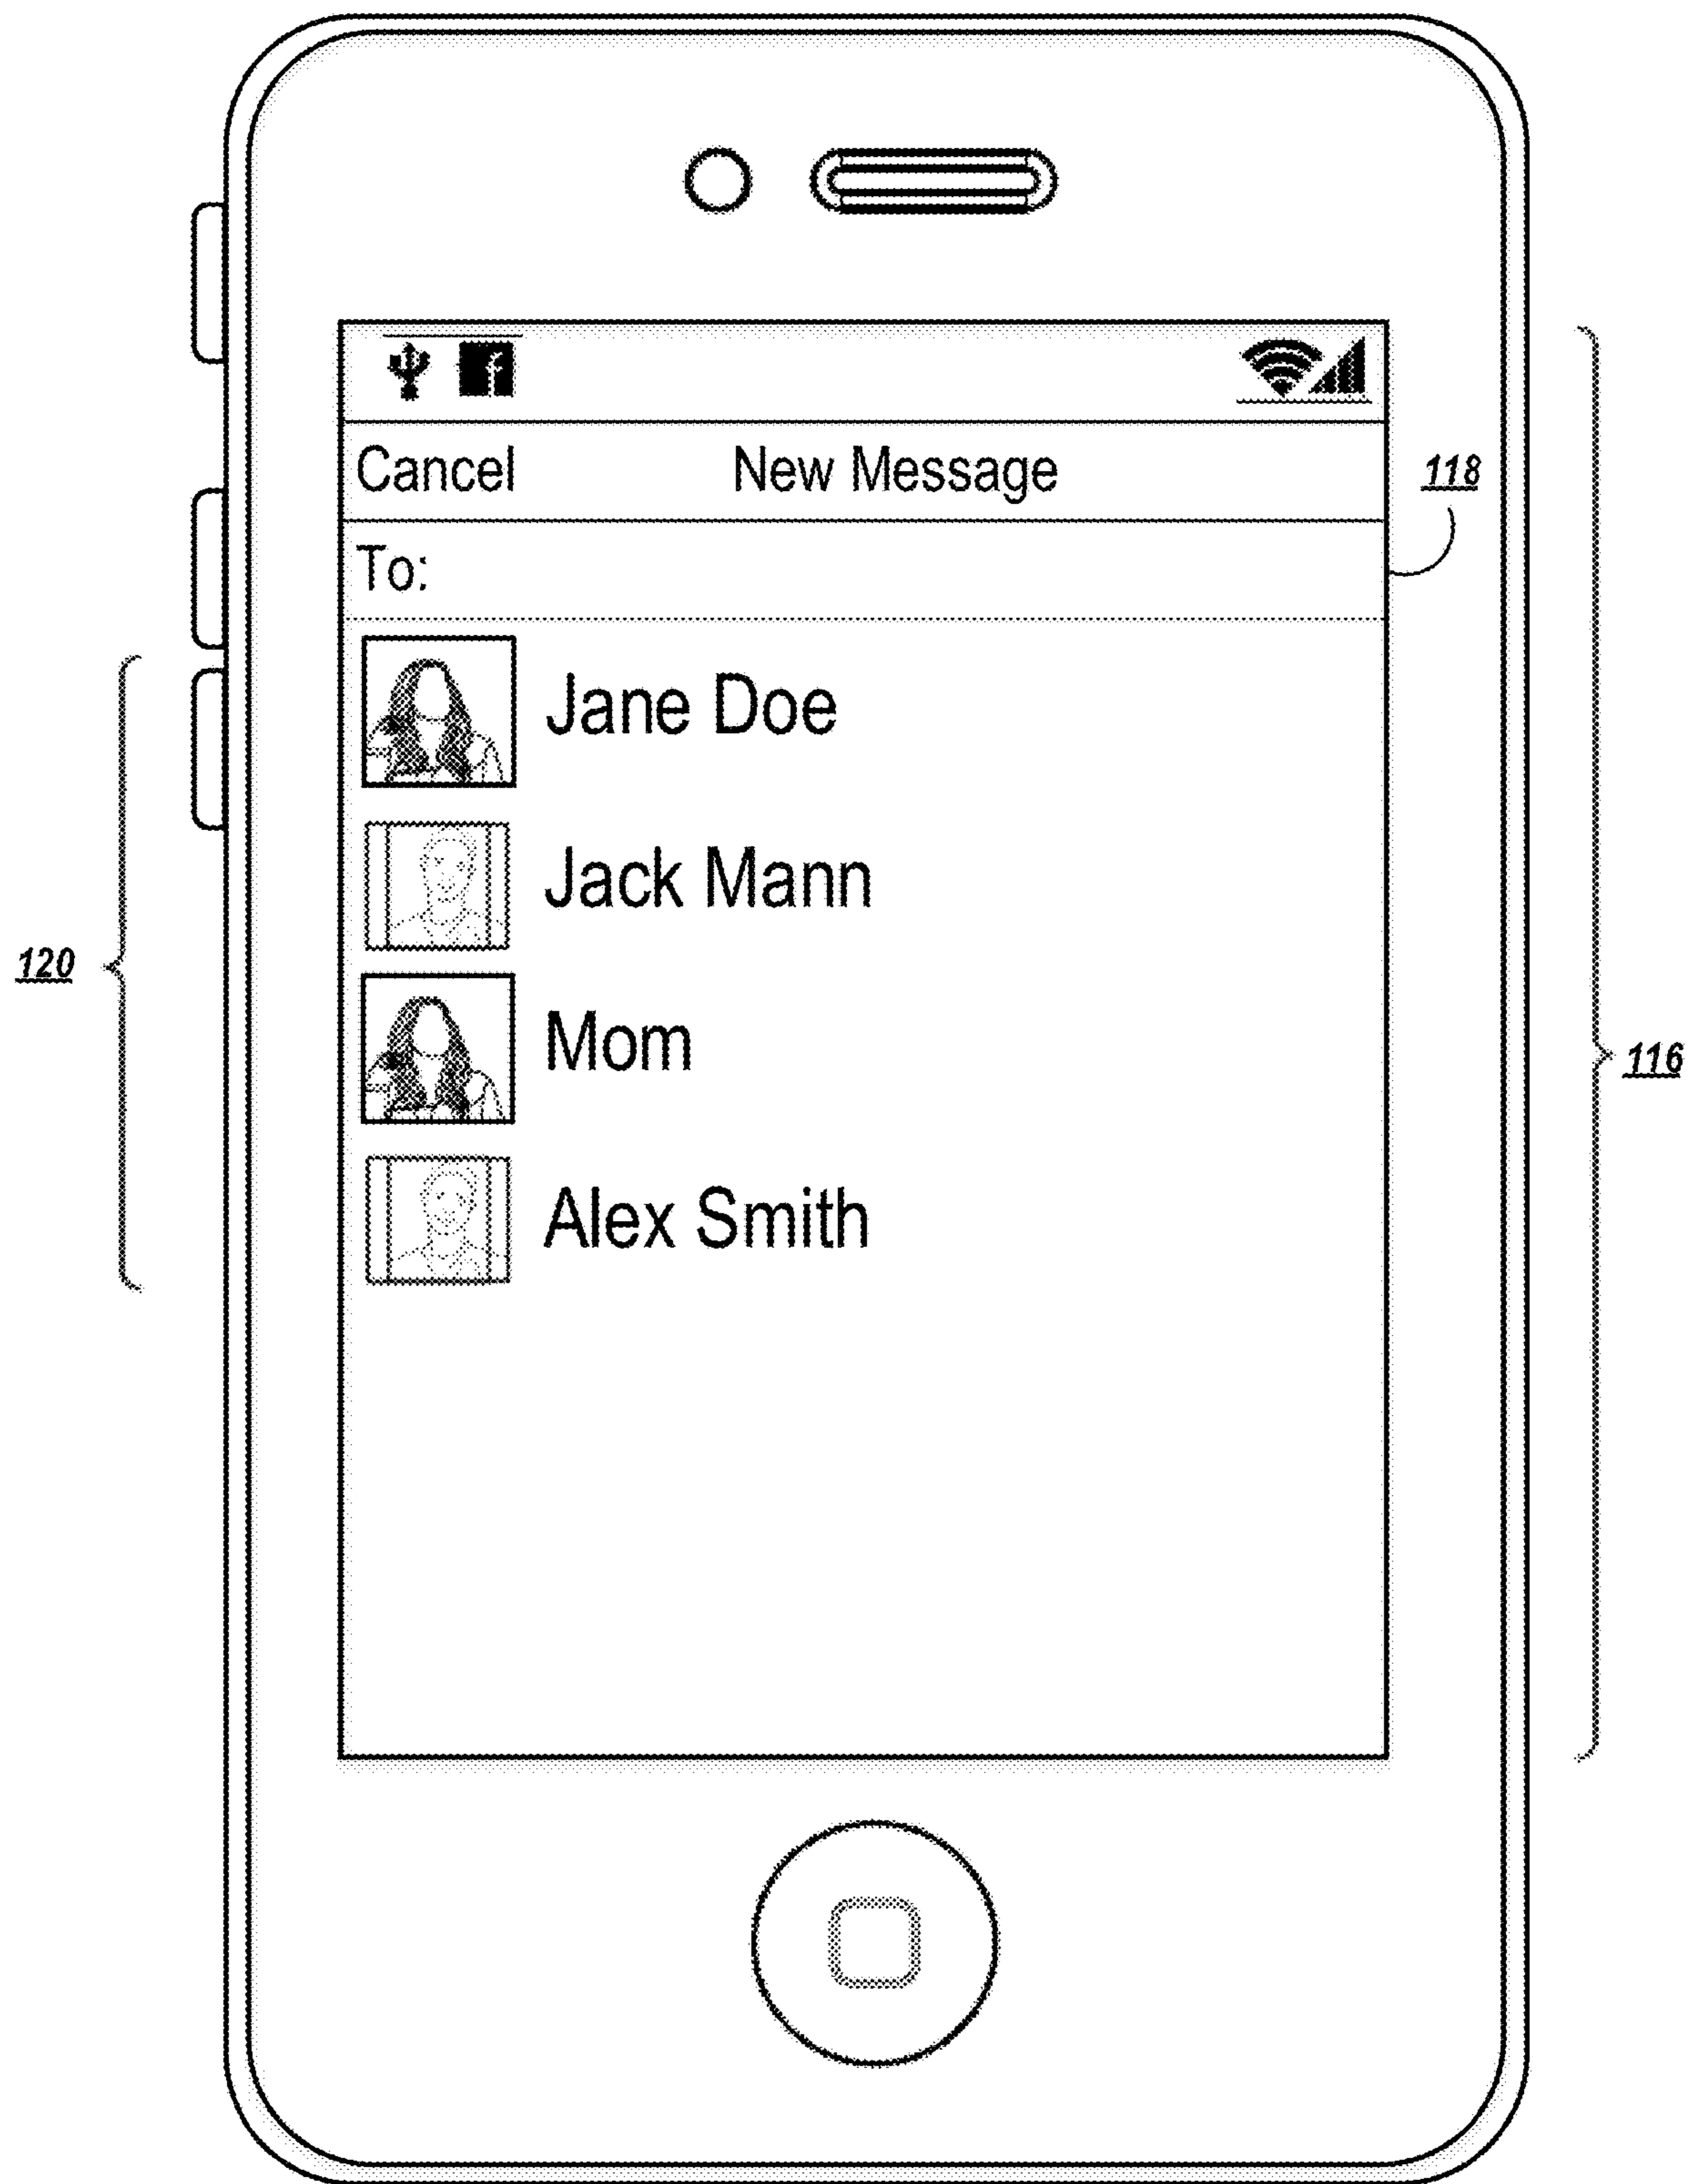 Cancel New Message
118
To:
Jane Doe
Jack Mann
120
Mom
116
Alex Smith